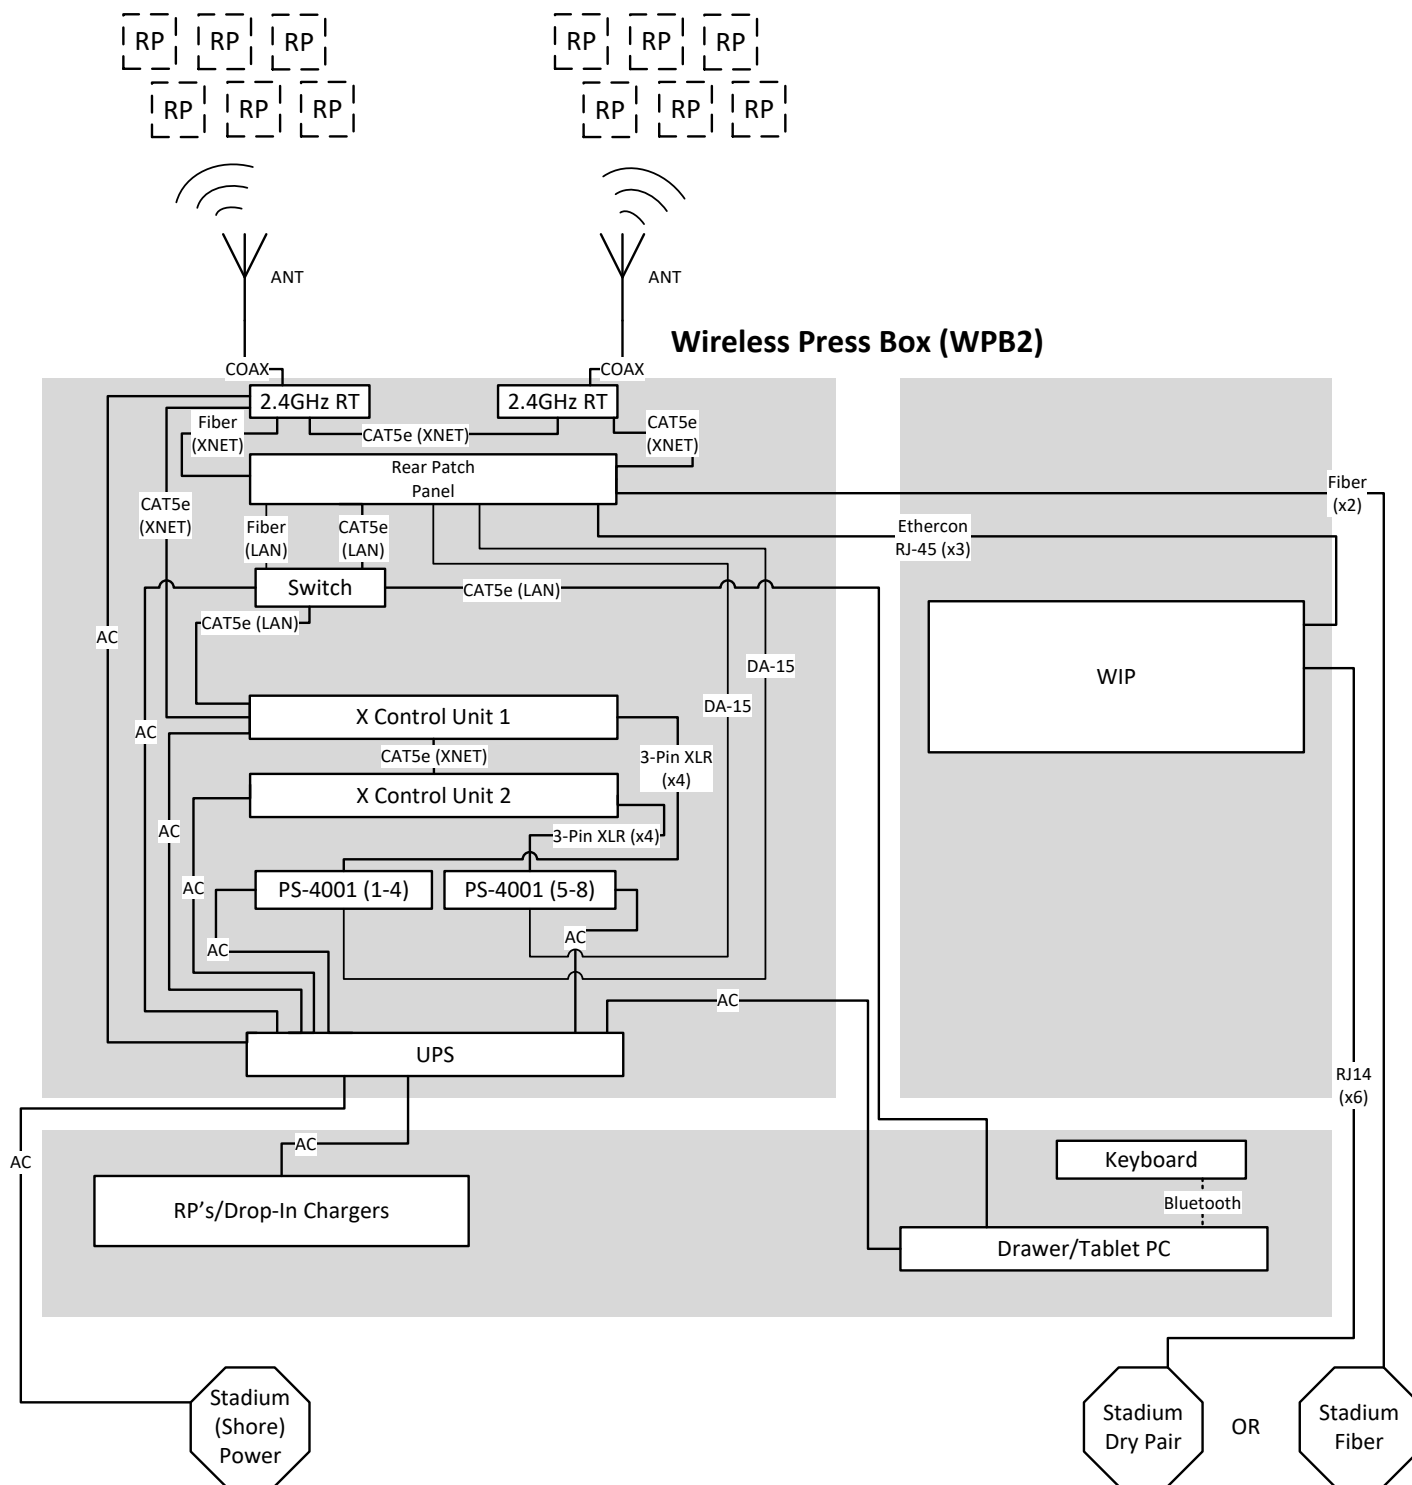 RP RP RP RP RP RP
RP RP RP RP RP RP
ANT ANT
Wireless Press Box (WPB2)
COAX COAX
2.4GHz RT 2.4GHz RT
Fiber
(XNET)
CAT5e (XNET)
CAT5e
(XNET)
Rear Patch
Panel
Fiber
(x2)
CAT5e
(XNET)
Fiber
(LAN)
CAT5e
(LAN)
Ethercon
RJ-45 (x3)
Switch
CAT5e (LAN)
CAT5e (LAN)
AC
DA-15
WIP
DA-15
X Control Unit 1
AC
CAT5e (XNET)
3-Pin XLR
(x4)
X Control Unit 2
AC
3-Pin XLR (x4)
AC
PS-4001 (1-4)
PS-4001 (5-8)
AC
AC
AC
UPS
RJ14
(x6)
AC
AC
Keyboard
Bluetooth
RP's/Drop-In Chargers
Drawer/Tablet PC
Stadium
(Shore)
Power
Stadium
Dry Pair
OR
Stadium
Fiber